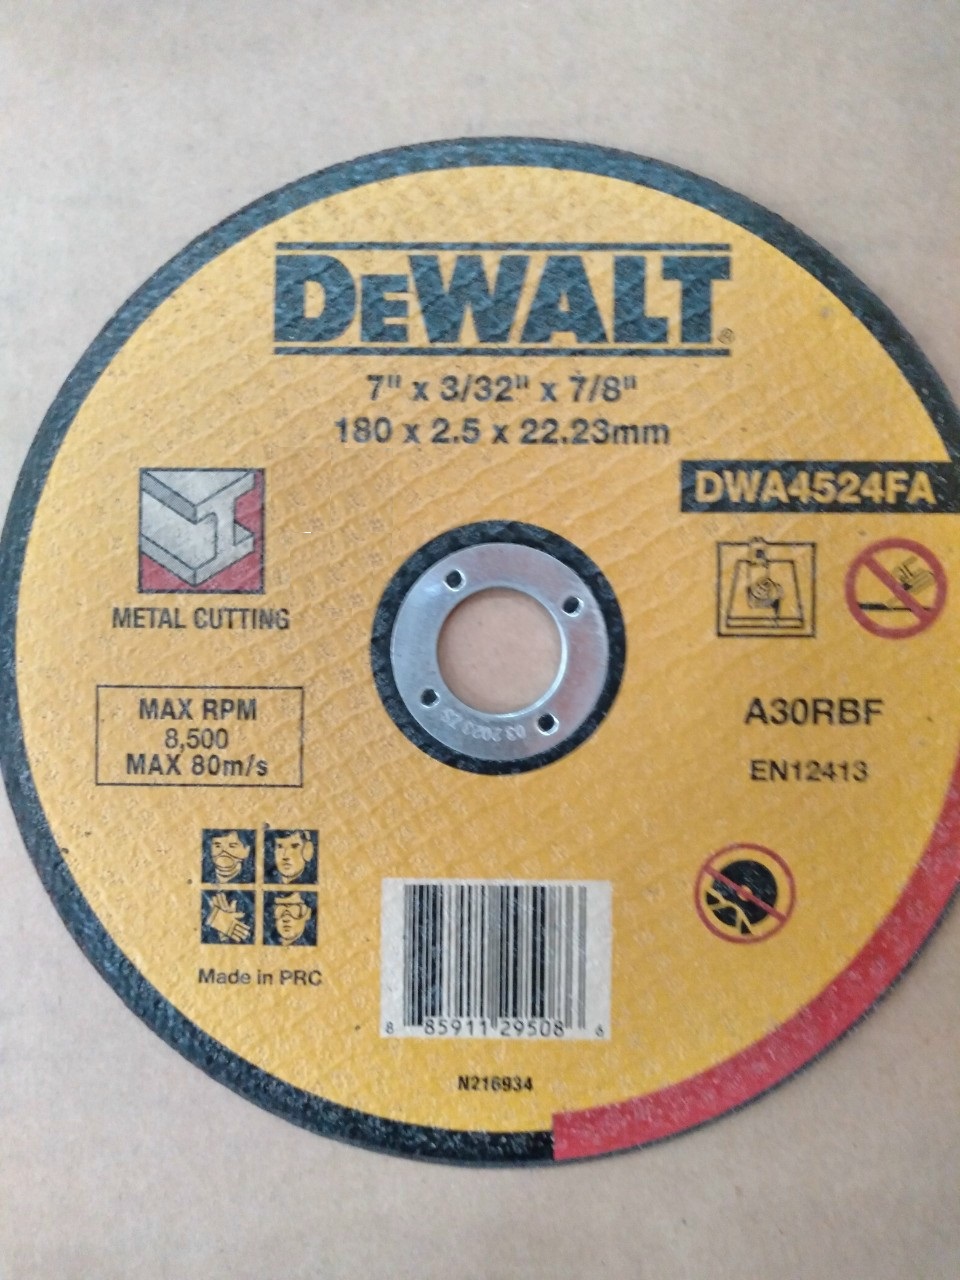 DEWALT®
7" x 3/32" x 7/8"
180 x 2.5 x 22.23mm
DWA4524FA
METAL CUTTING
MAX RPM
8,500
MAX 80m/s
A30RBF
EN12413
Made in PRC
8 85911 29508 6
N216934